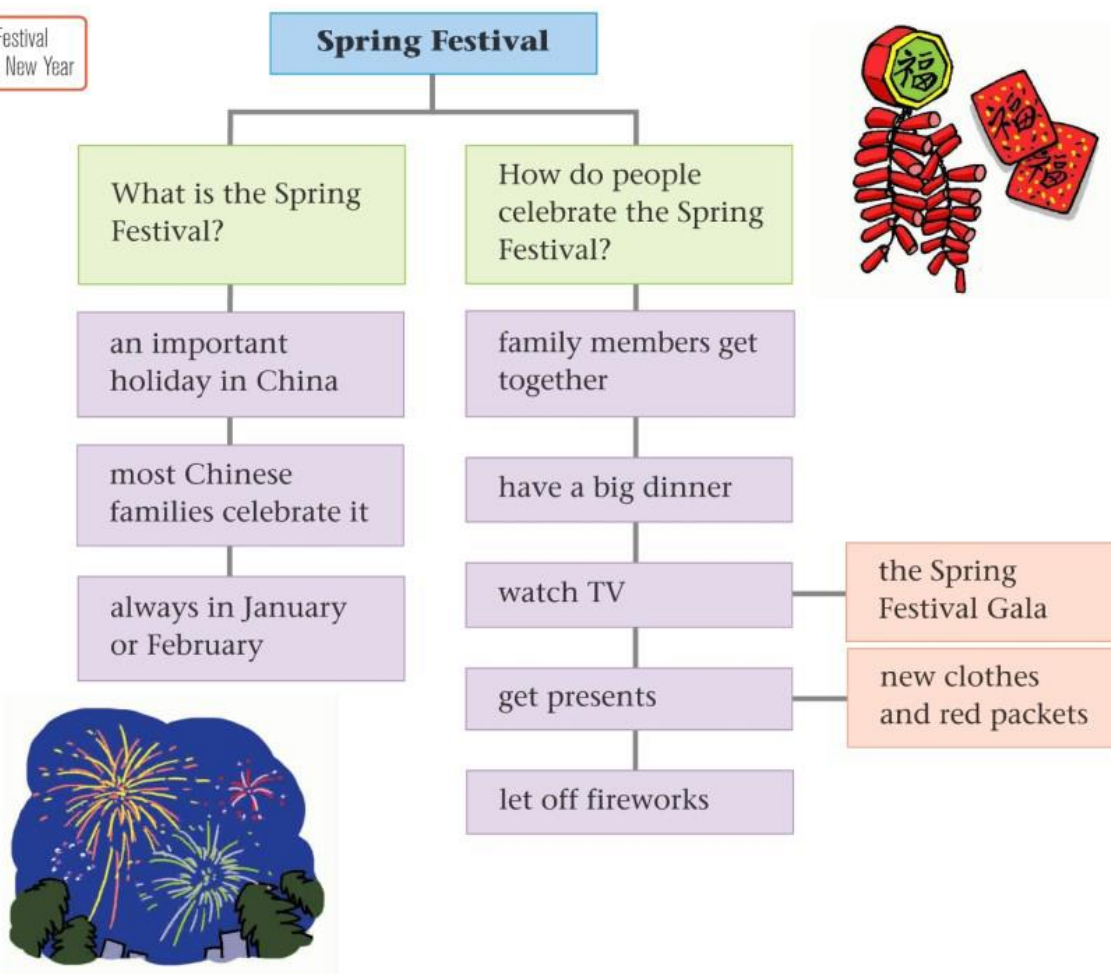 Festival
New Year
Spring Festival
What is the Spring
Festival?
an important
holiday in China
most Chinese
families celebrate it
always in January
or February
How do people
celebrate the Spring
Festival?
family members get
together
have a big dinner
watch TV
the Spring
Festival Gala
get presents
new clothes
and red packets
let off fireworks
福
福
福